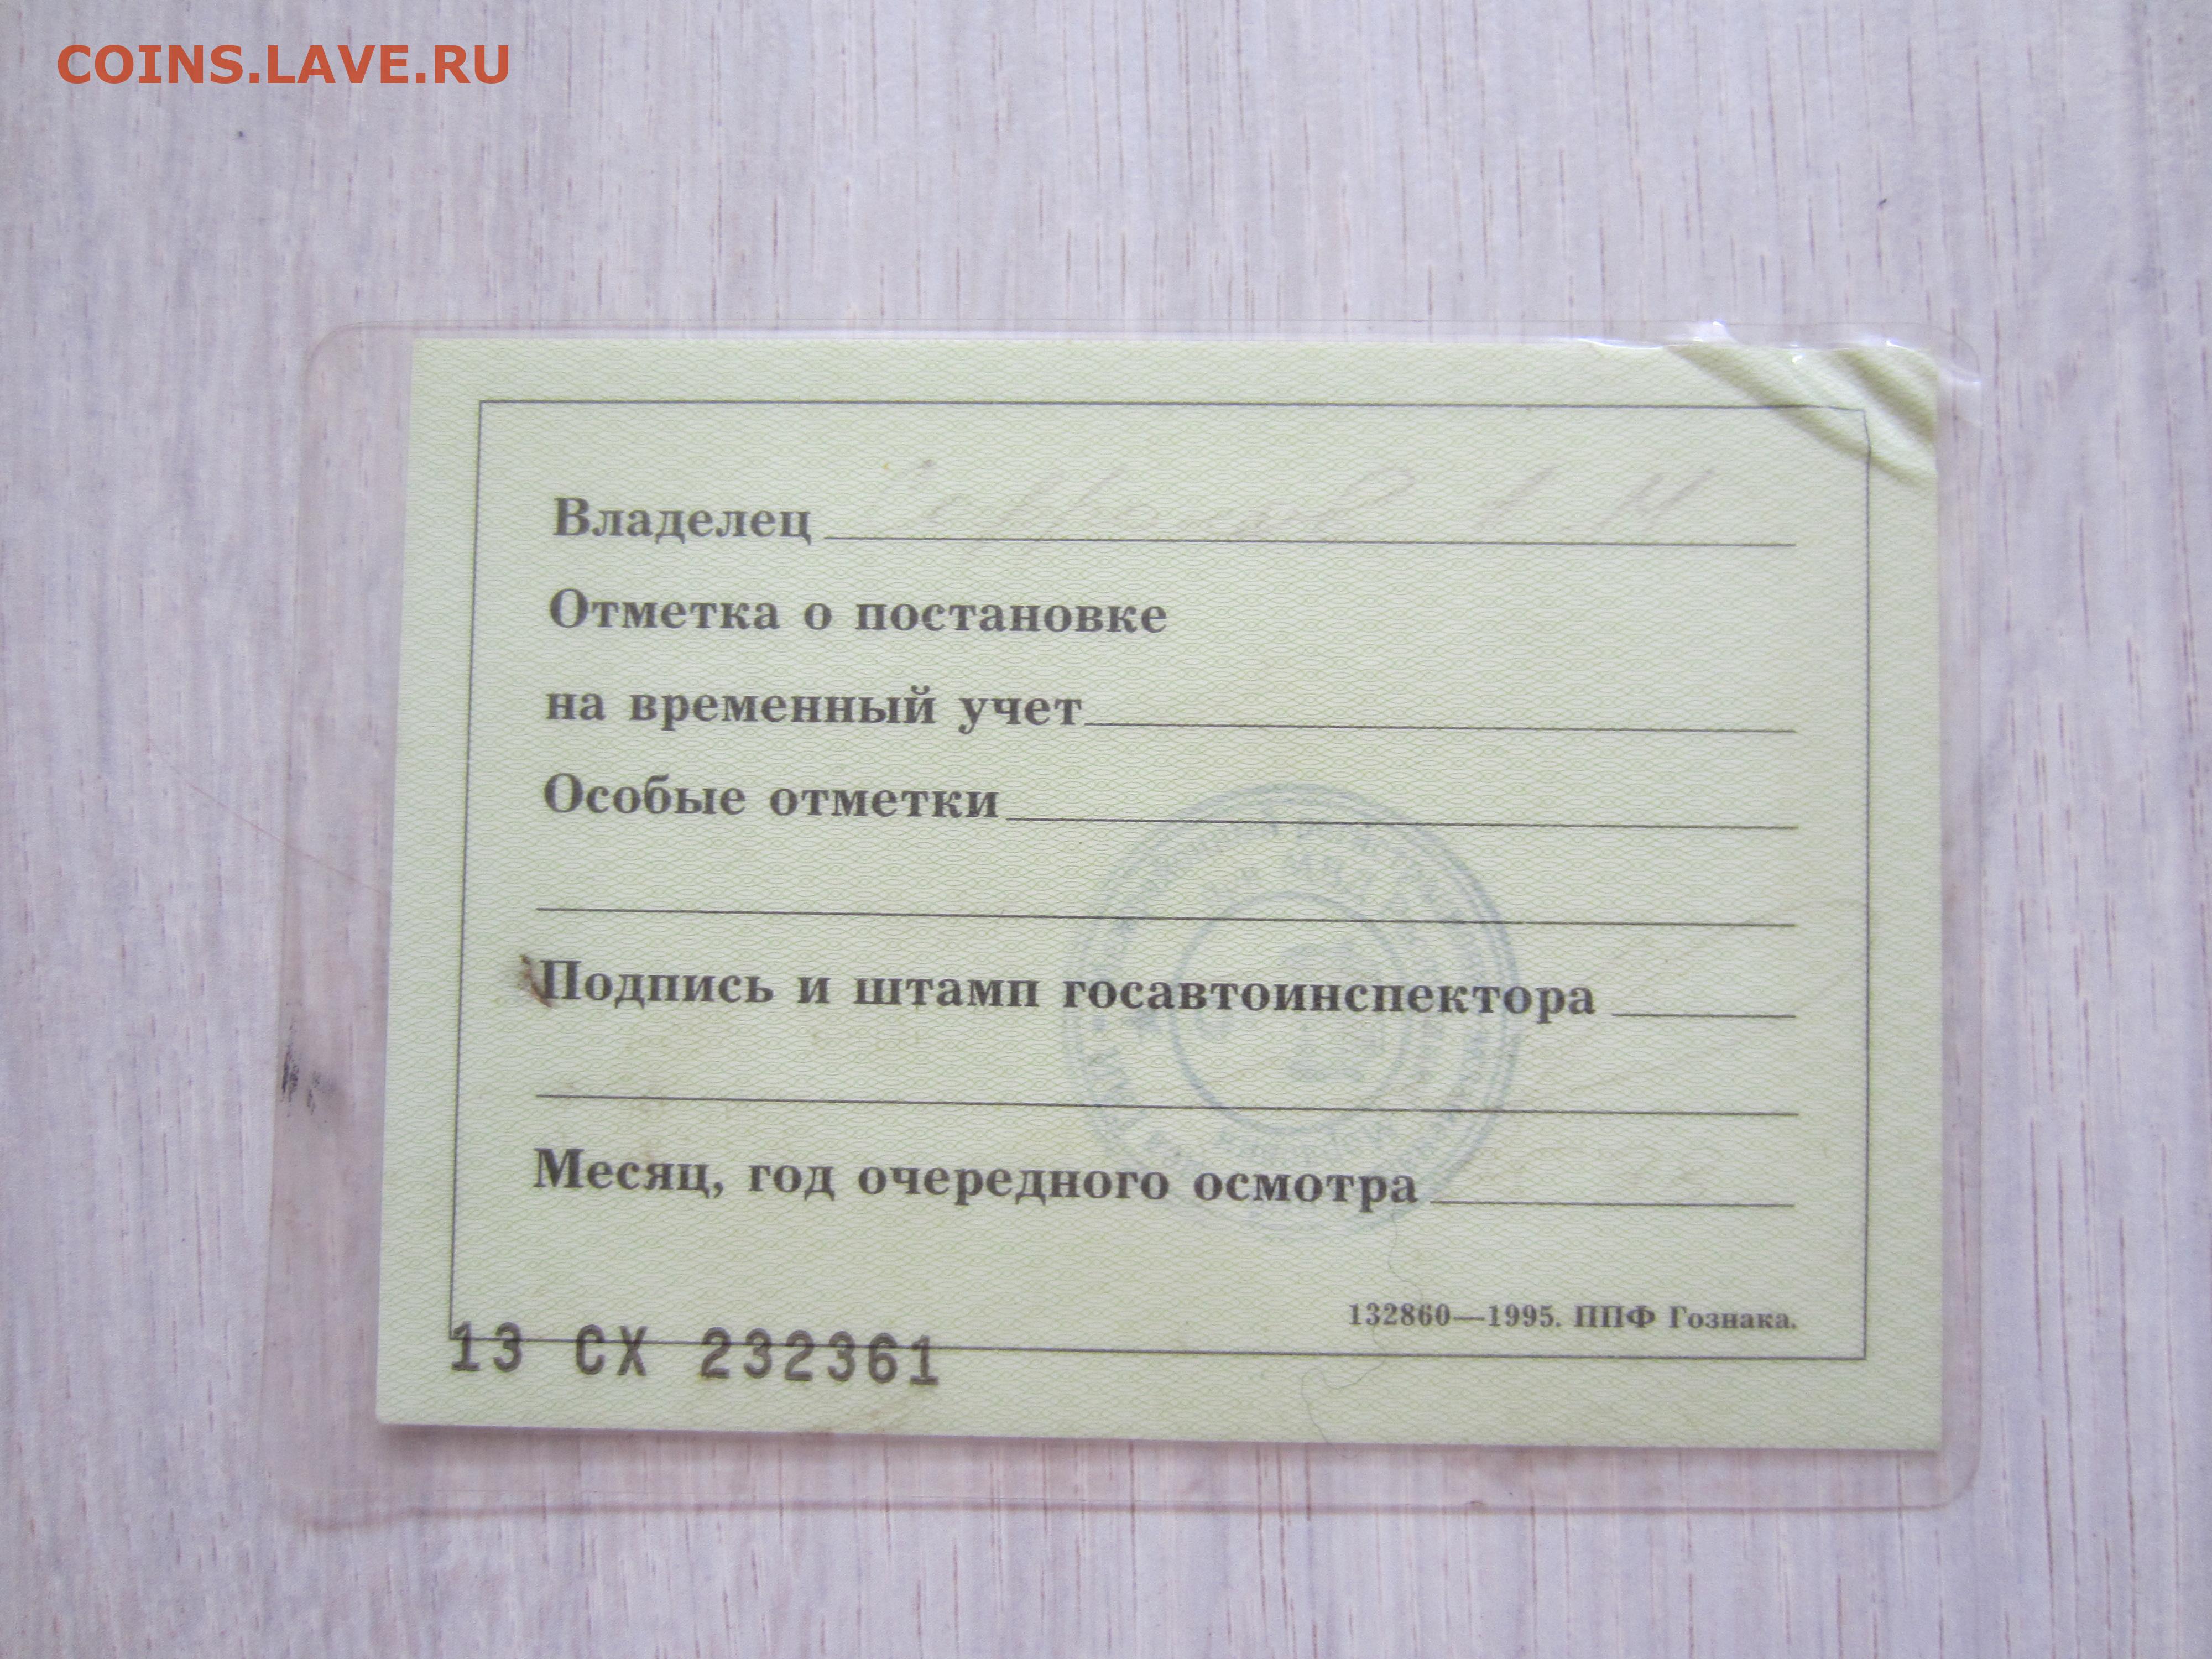 COINS.LAVE.RU
Владелец
Отметка о постановке
на временный учет
Особые отметки
Подпись и штамп госавтоинспектора
Месяц, год очередного осмотра
132860—1995. ППФ Гознака.
13 СХ 232361